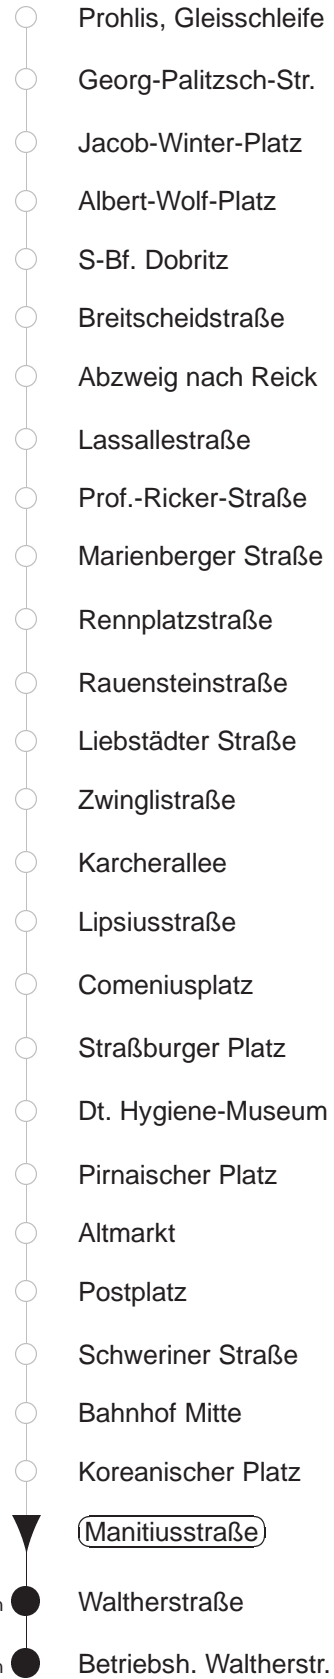 Prohlis, Gleisschleife
Georg-Palitzsch-Str.
Jacob-Winter-Platz
Albert-Wolf-Platz
S-Bf. Dobritz
Breitscheidstraße
Abzweig nach Reick
Lassallestraße
Prof.-Ricker-Straße
Marienberger Straße
Rennplatzstraße
Rauensteinstraße
Liebstädter Straße
Zwinglistraße
Karcherallee
Lipsiusstraße
Comeniusplatz
Straßburger Platz
Dt. Hygiene-Museum
Pirnaischer Platz
Altmarkt
Postplatz
Schweriner Straße
Bahnhof Mitte
Koreanischer Platz
Manitiusstraße
Waltherstraße
Betriebsh. Waltherstr.